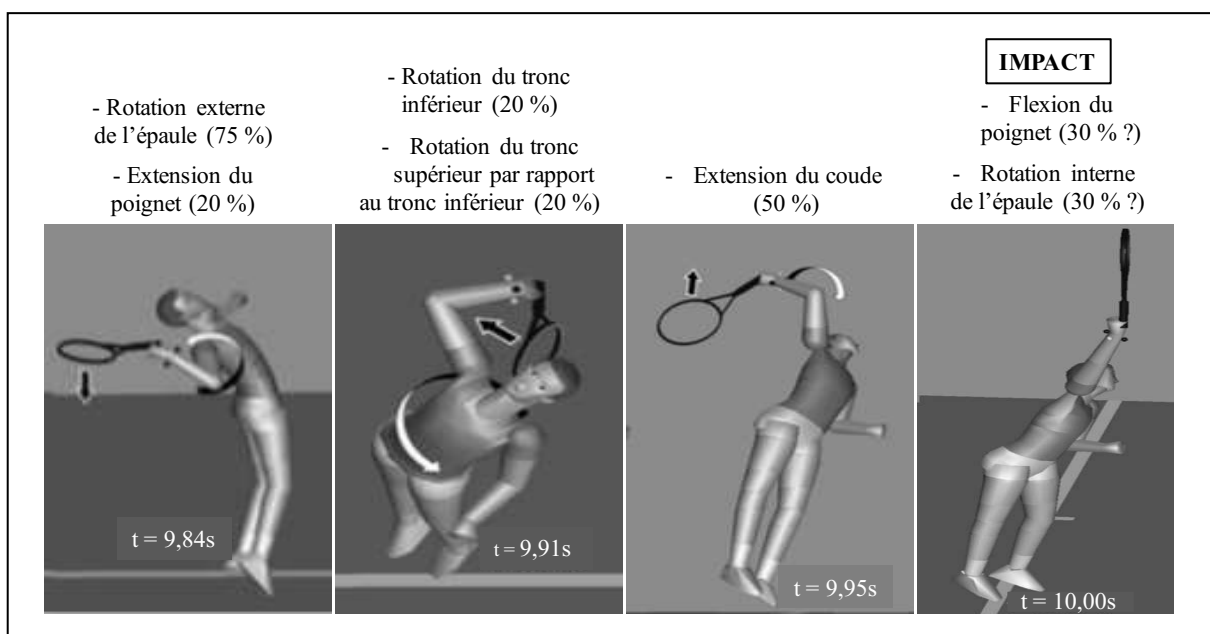 - Rotation externe
de l'épaule (75 %)
- Extension du
poignet (20 %)
- Rotation du tronc
inférieur (20 %)
- Rotation du tronc
supérieur par rapport
au tronc inférieur (20 %)
- Extension du coude
(50 %)
IMPACT
- Flexion du
poignet (30 % ?)
- Rotation interne
de l'épaule (30 % ?)
t = 9,84s
t = 9,91s
t = 9,95s
t = 10,00s